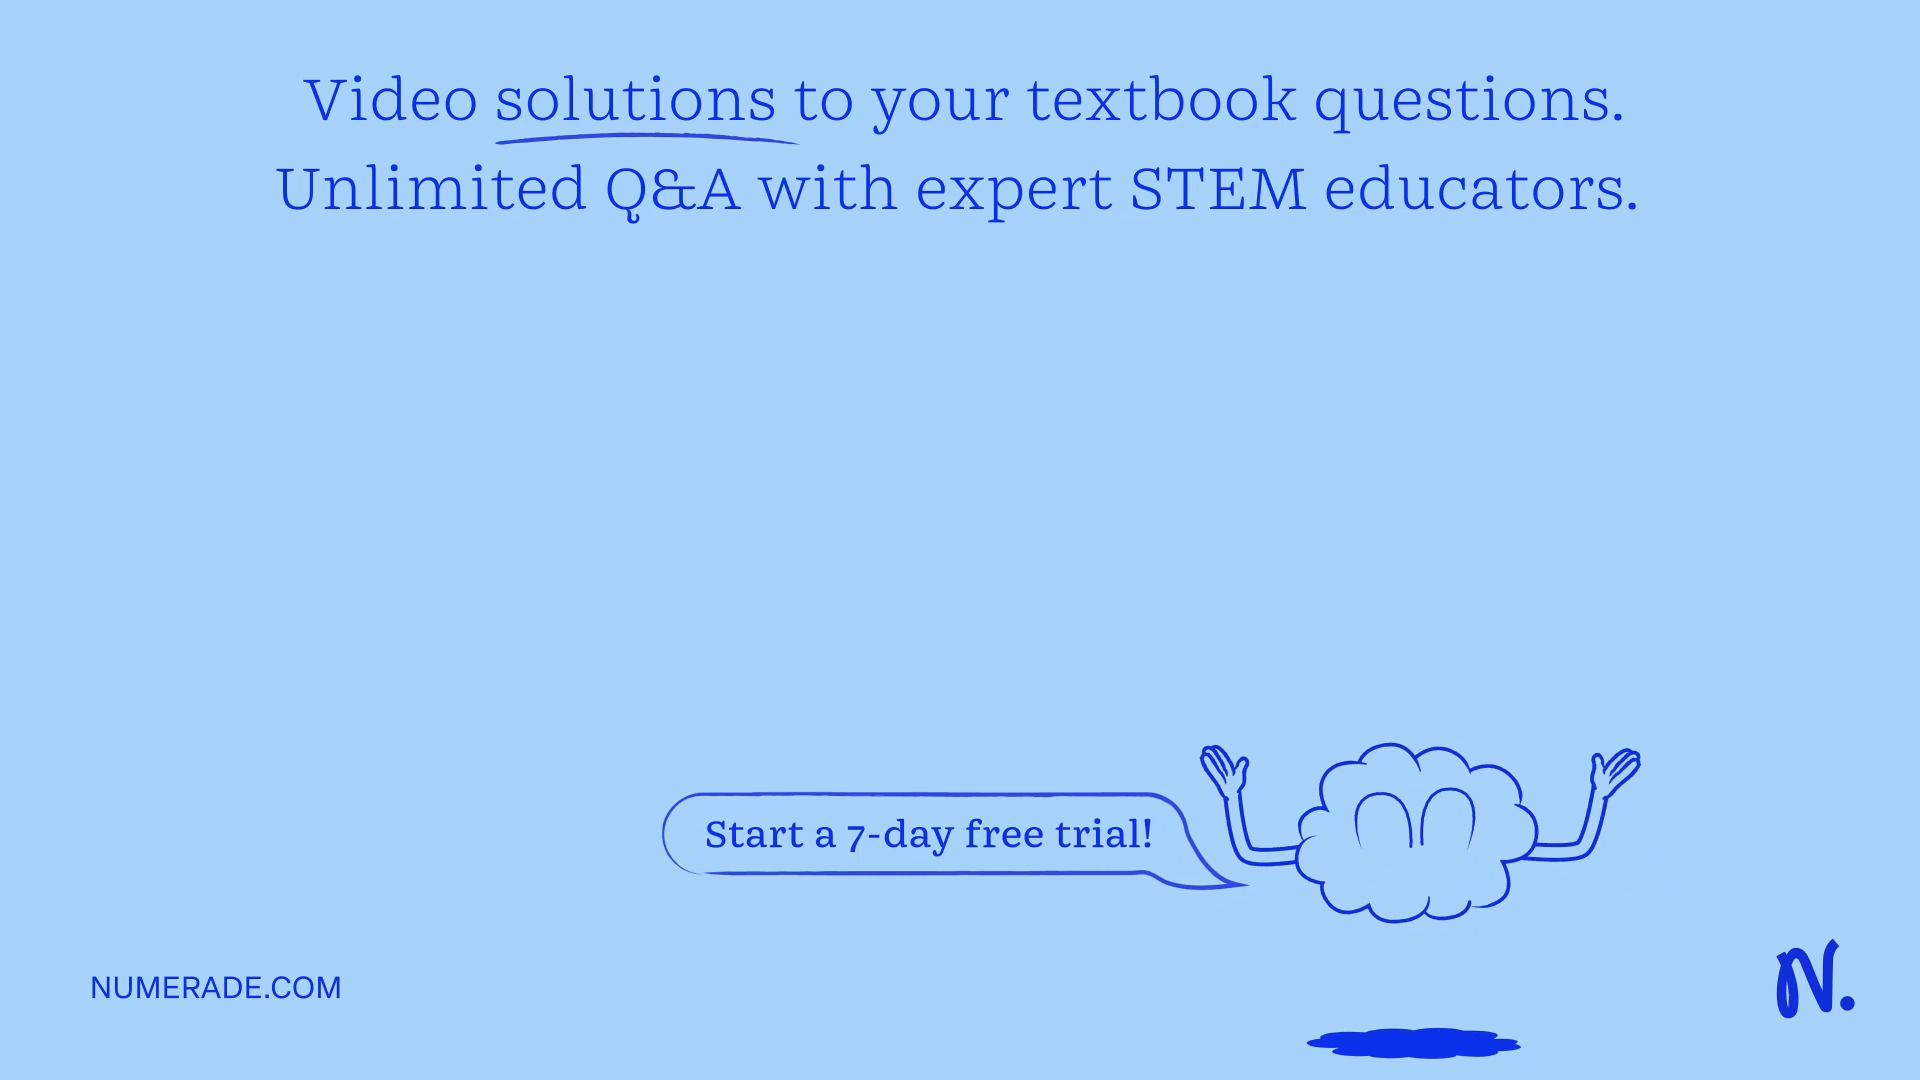 Video solutions to your textbook questions.
Unlimited Q&A with expert STEM educators.
Start a 7-day free trial!
NUMERADE.COM
N.